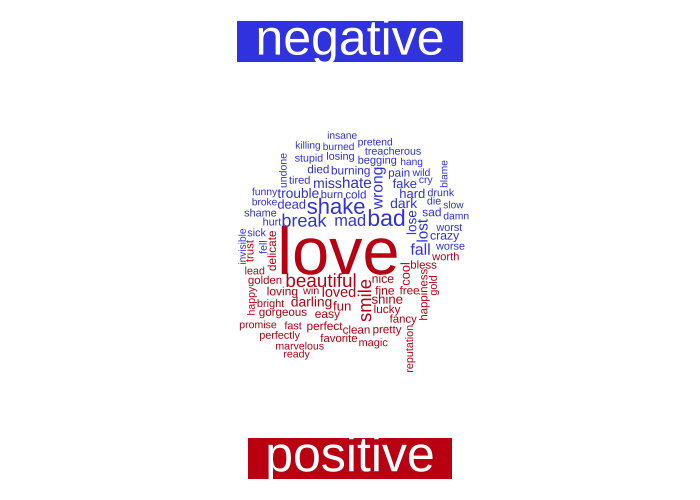 negative
insane
killing burned pretend
treacherous
stupid losing begging hang
undone died burning pain wild blame
tired miss hate wrong fake cry
funny trouble burn cold hard drunk
broke dead shake dark die slow
shame break mad bad lose lost sad damn
hurt worst
invisible sick fell fall crazy
worse
trust delicate love worth
lead beautiful cool bless
golden nice happiness gold
happy loving win loved smile fine free
bright darling fun shine
gorgeous easy lucky
promise fast perfect fancy
perfectly clean pretty reputation
marvelous favorite magic
ready
positive